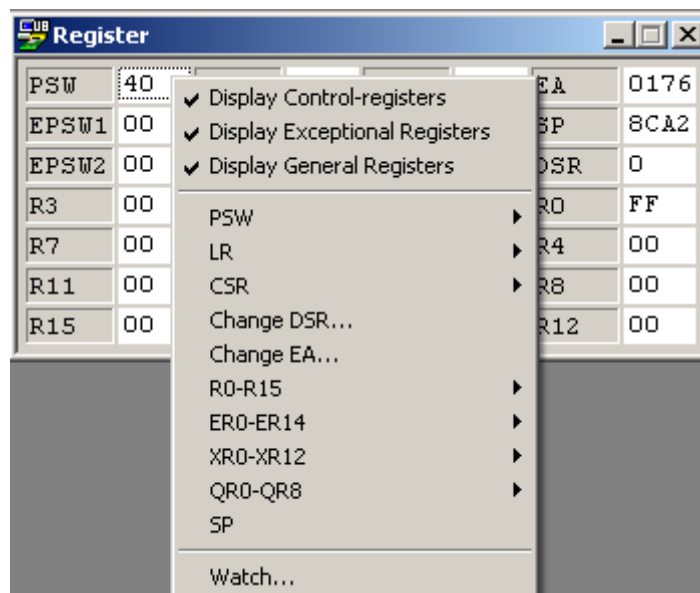 CUB
Register
PSW 40 EA 0176
EPSW1 00 SP 8CA2
EPSW2 00 DSR 0
R3 00 R0 FF
R7 00 R4 00
R11 00 R8 00
R15 00 R12 00
Display Control-registers
Display Exceptional Registers
Display General Registers
PSW
LR
CSR
Change DSR...
Change EA...
R0-R15
ER0-ER14
XR0-XR12
QR0-QR8
SP
Watch...